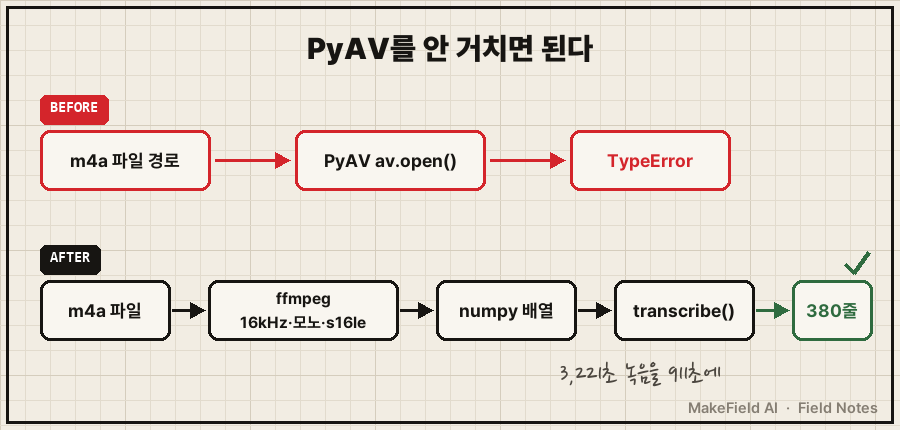 PyAV를 안 거치면 된다
BEFORE
m4a 파일 경로
PyAV av.open()
TypeError
AFTER
m4a 파일
ffmpeg
16kHz·모노·s16le
numpy 배열
transcribe()
380줄
3,221초 녹음을 911초에
MakeField AI · Field Notes